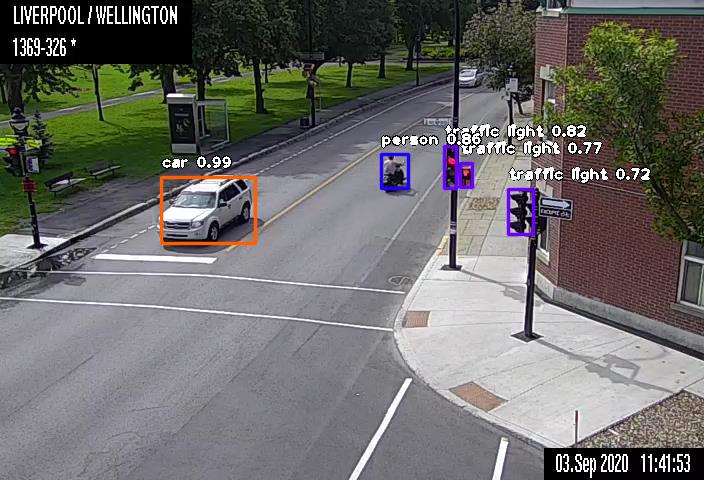 LIVERPOOL / WELLINGTON
1369-326 *
person 0.86
traffic light 0.82
traffic light 0.77
car 0.99
traffic light 0.72
EXCEPTÉ
03.Sep 2020 11:41:53